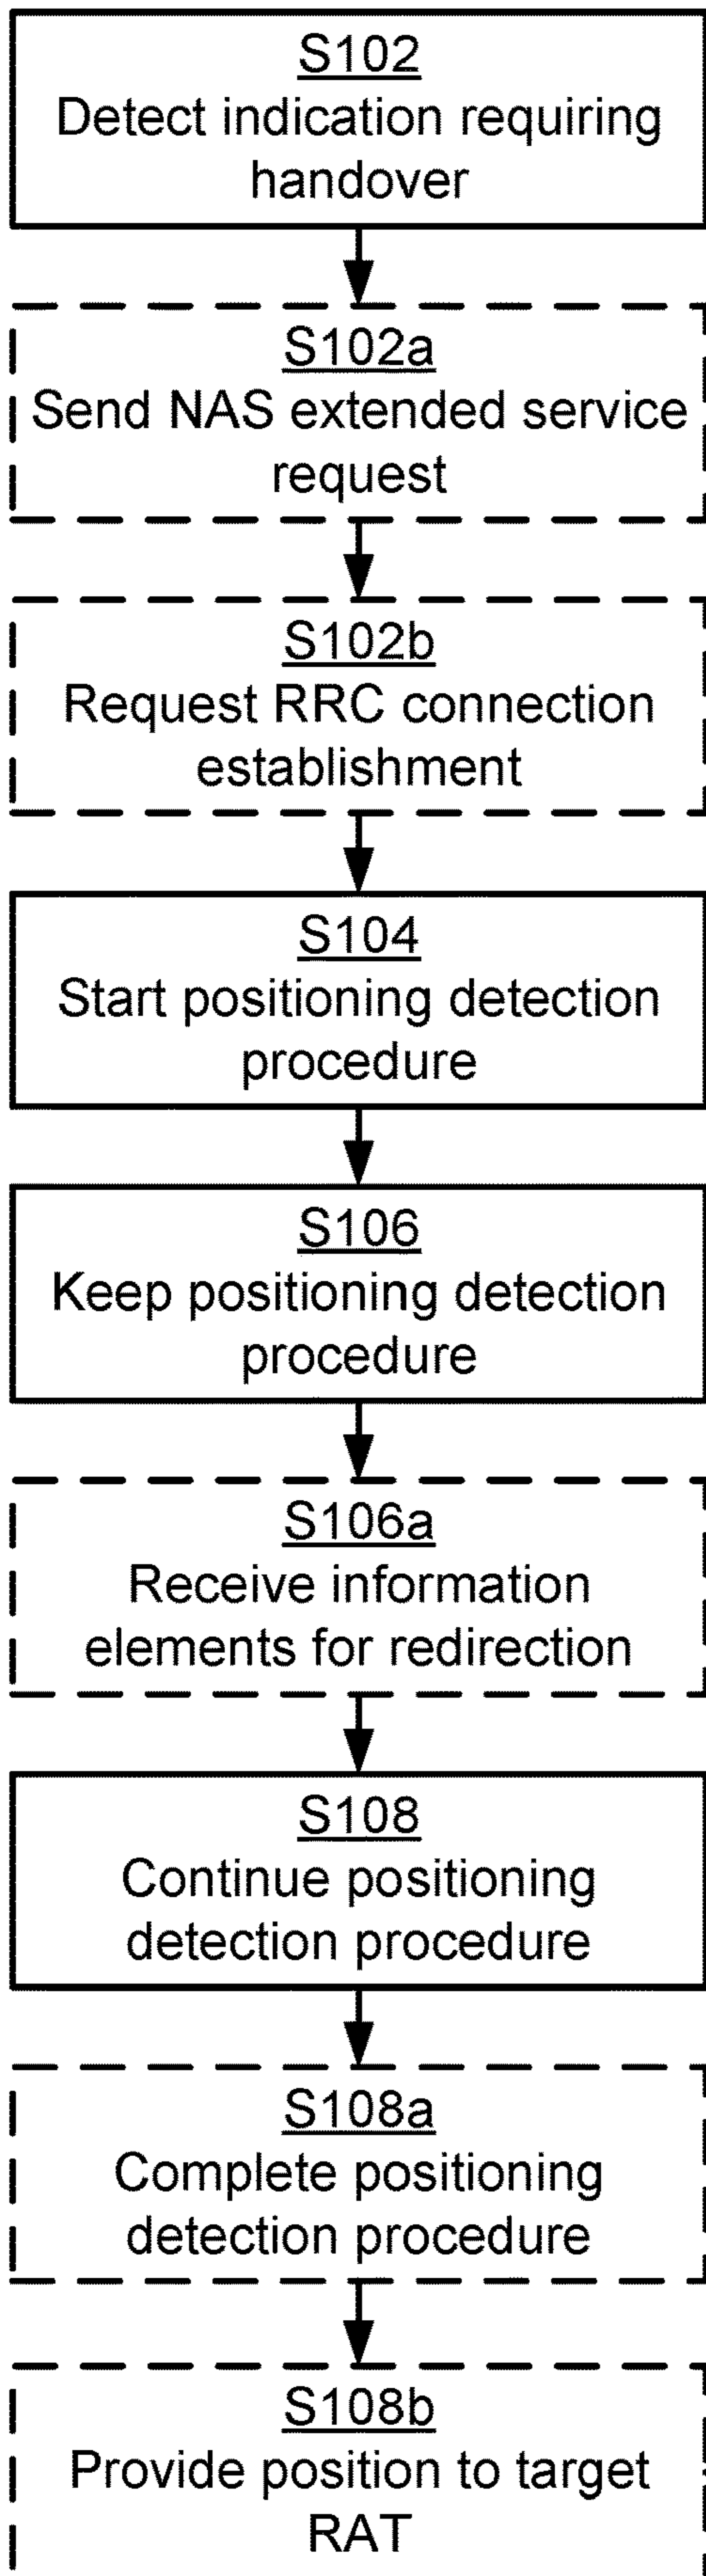 S102
Detect indication requiring
handover
S102a
Send NAS extended service
request
S102b
Request RRC connection
establishment
S104
Start positioning detection
procedure
S106
Keep positioning detection
procedure
S106a
Receive information
elements for redirection
S108
Continue positioning
detection procedure
S108a
Complete positioning
detection procedure
S108b
Provide position to target
RAT